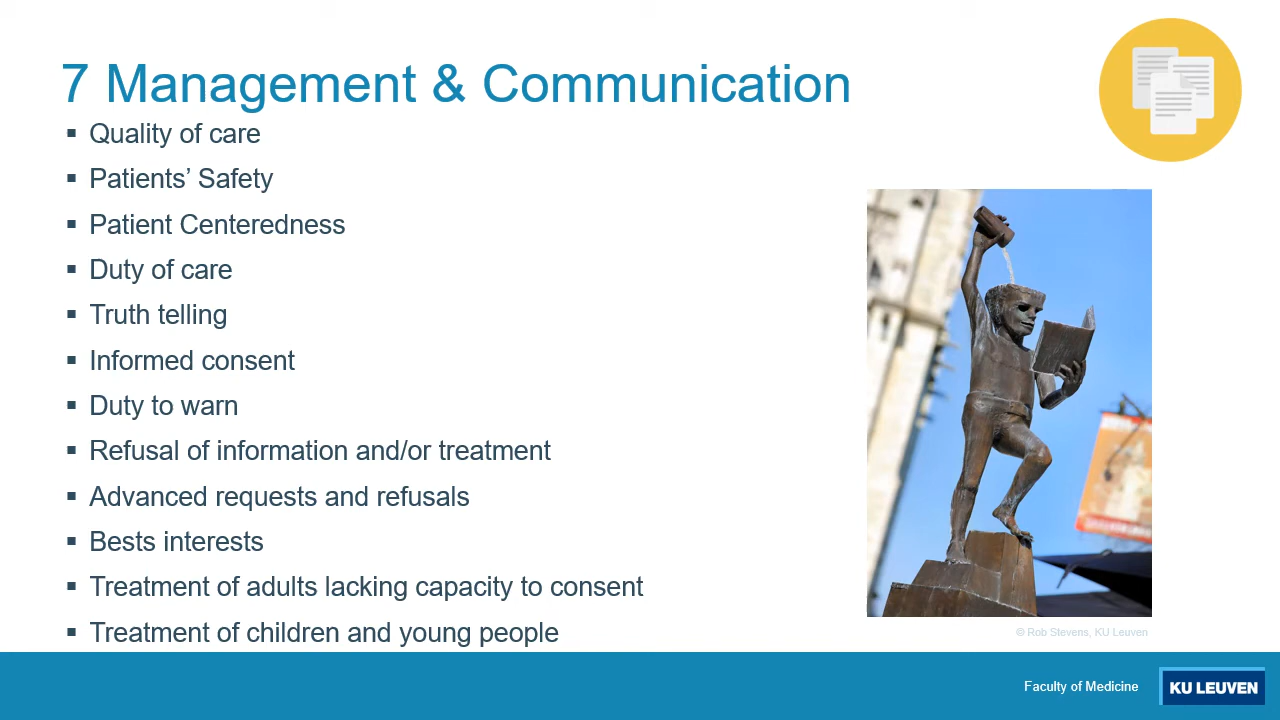 7 Management & Communication
Quality of care
Patients’ Safety
Patient Centeredness
Duty of care
Truth telling
Informed consent
Duty to warn
Refusal of information and/or treatment
Advanced requests and refusals
Bests interests
Treatment of adults lacking capacity to consent
Treatment of children and young people
© Rob Stevens, KU Leuven
Faculty of Medicine
KU LEUVEN